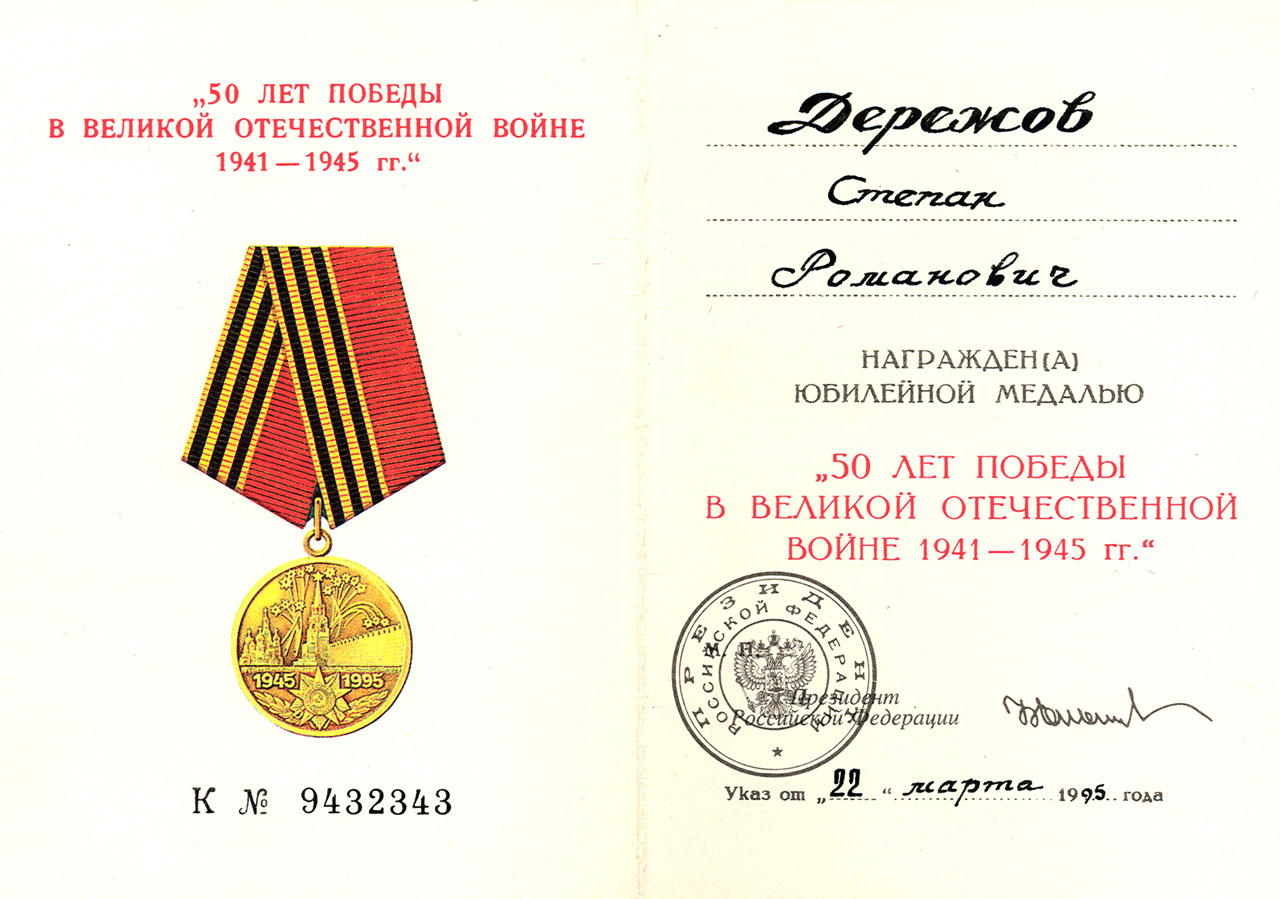 „50 ЛЕТ ПОБЕДЫ
В ВЕЛИКОЙ ОТЕЧЕСТВЕННОЙ ВОЙНЕ
1941 — 1945 гг.“
1945 1995
К № 9432343
Дережов
Степан
Романович
НАГРАЖДЕН(А)
ЮБИЛЕЙНОЙ МЕДАЛЬЮ
„50 ЛЕТ ПОБЕДЫ
В ВЕЛИКОЙ ОТЕЧЕСТВЕННОЙ
ВОЙНЕ 1941 — 1945 гг.“
ПРЕЗИДЕН
РОССИЙСКОЙ ФЕДЕРАЦИИ
М. П.
Президент
Российской Федерации
Указ от „22“ марта 1995 года